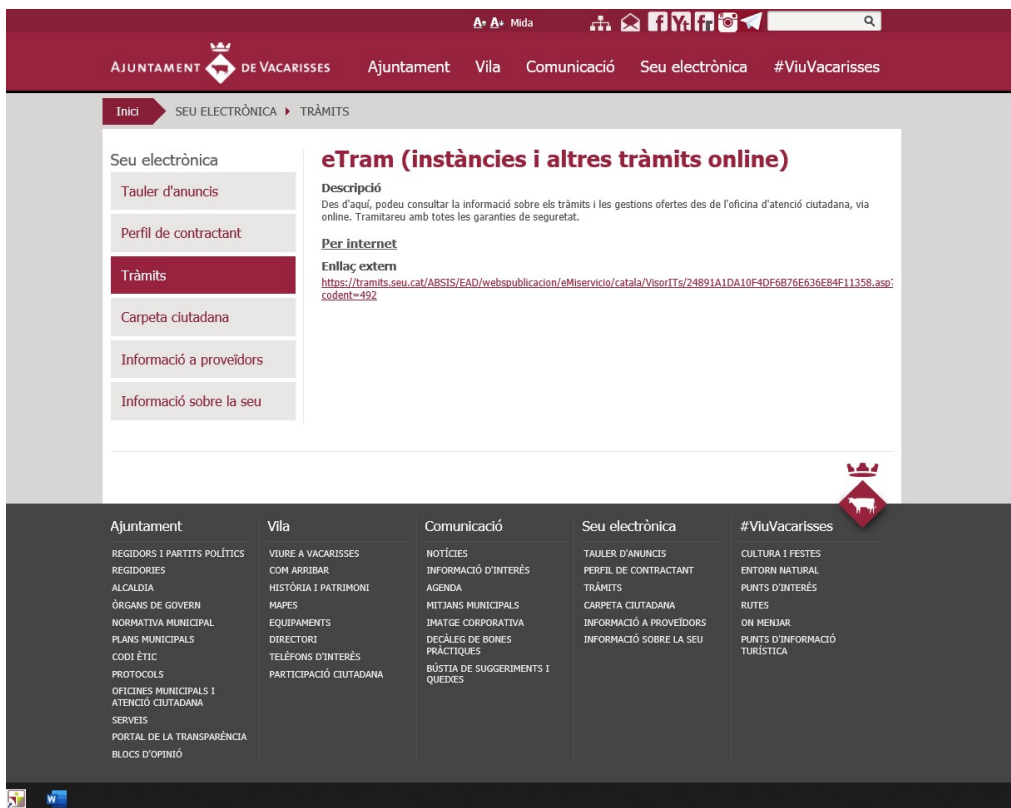 A- A+ Mida
AJUNTAMENT DE VACARISSES
Ajuntament Vila Comunicació Seu electrònica #ViuVacarisses
Inici SEU ELECTRÒNICA TRÀMITS
Seu electrònica
Tauler d'anuncis
Perfil de contractant
Tràmits
Carpeta ciutadana
Informació a proveïdors
Informació sobre la seu
eTram (instàncies i altres tràmits online)
Descripció
Des d'aquí, podeu consultar la informació sobre els tràmits i les gestions ofertes des de l'oficina d'atenció ciutadana, via
online. Tramitareu amb totes les garanties de seguretat.
Per internet
Enllaç extern
https://tramits.seu.cat/ABSIS/EAD/webspublicacion/eMiservicio/catala/VisorITs/24891A1DA10F4DF6B76E636E84F11358.asp?
codent=492
Ajuntament
REGIDORS I PARTITS POLÍTICS
REGIDORIES
ALCALDIA
ÒRGANS DE GOVERN
NORMATIVA MUNICIPAL
PLANS MUNICIPALS
CODI ÈTIC
PROTOCOLS
OFICINES MUNICIPALS I
ATENCIÓ CIUTADANA
SERVEIS
PORTAL DE LA TRANSPARÈNCIA
BLOCS D'OPINIÓ
Vila
VIURE A VACARISSES
COM ARRIBAR
HISTÒRIA I PATRIMONI
MAPES
EQUIPAMENTS
DIRECTORI
TELÈFONS D'INTERÈS
PARTICIPACIÓ CIUTADANA
Comunicació
NOTÍCIES
INFORMACIÓ D'INTERÈS
AGENDA
MITJANS MUNICIPALS
IMATGE CORPORATIVA
DECÀLEG DE BONES
PRÀCTIQUES
BÚSTIA DE SUGGERIMENTS I
QUEIXES
Seu electrònica
TAULER D'ANUNCIS
PERFIL DE CONTRACTANT
TRÀMITS
CARPETA CIUTADANA
INFORMACIÓ A PROVEÏDORS
INFORMACIÓ SOBRE LA SEU
#ViuVacarisses
CULTURA I FESTES
ENTORN NATURAL
PUNTS D'INTERÈS
RUTES
ON MENJAR
PUNTS D'INFORMACIÓ
TURÍSTICA